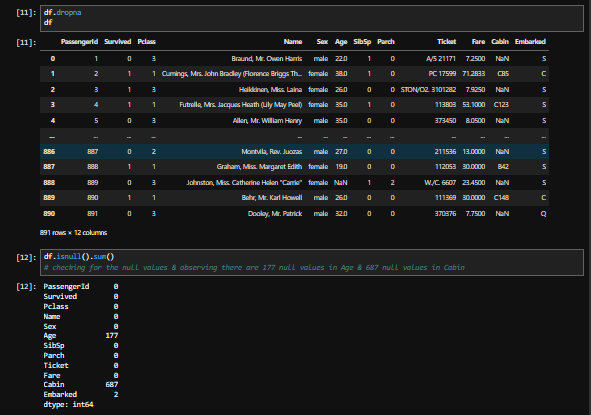 [11]: df.dropna
df
[11]: PassengerId Survived Pclass Name Sex Age SibSp Parch Ticket Fare Cabin Embarked
0 1 0 3 Braund, Mr. Owen Harris male 22.0 1 0 A/5 21171 7.2500 NaN S
1 2 1 1 Cumings, Mrs. John Bradley (Florence Briggs Th... female 38.0 1 0 PC 17599 71.2833 C85 C
2 3 1 3 Heikkinen, Miss. Laina female 26.0 0 0 STON/O2. 3101282 7.9250 NaN S
3 4 1 1 Futrelle, Mrs. Jacques Heath (Lily May Peel) female 35.0 1 0 113803 53.1000 C123 S
4 5 0 3 Allen, Mr. William Henry male 35.0 0 0 373450 8.0500 NaN S
... ... ... ... ... ... ... ... ... ... ... ... ...
886 887 0 2 Montvila, Rev. Juozas male 27.0 0 0 211536 13.0000 NaN S
887 888 1 1 Graham, Miss. Margaret Edith female 19.0 0 0 112053 30.0000 B42 S
888 889 0 3 Johnston, Miss. Catherine Helen "Carrie" female NaN 1 2 W./C. 6607 23.4500 NaN S
889 890 1 1 Behr, Mr. Karl Howell male 26.0 0 0 111369 30.0000 C148 C
890 891 0 3 Dooley, Mr. Patrick male 32.0 0 0 370376 7.7500 NaN Q
891 rows × 12 columns
[12]: df.isnull().sum()
# checking for the null values & observing there are 177 null values in Age & 687 null values in Cabin
[12]: PassengerId 0
Survived 0
Pclass 0
Name 0
Sex 0
Age 177
SibSp 0
Parch 0
Ticket 0
Fare 0
Cabin 687
Embarked 2
dtype: int64